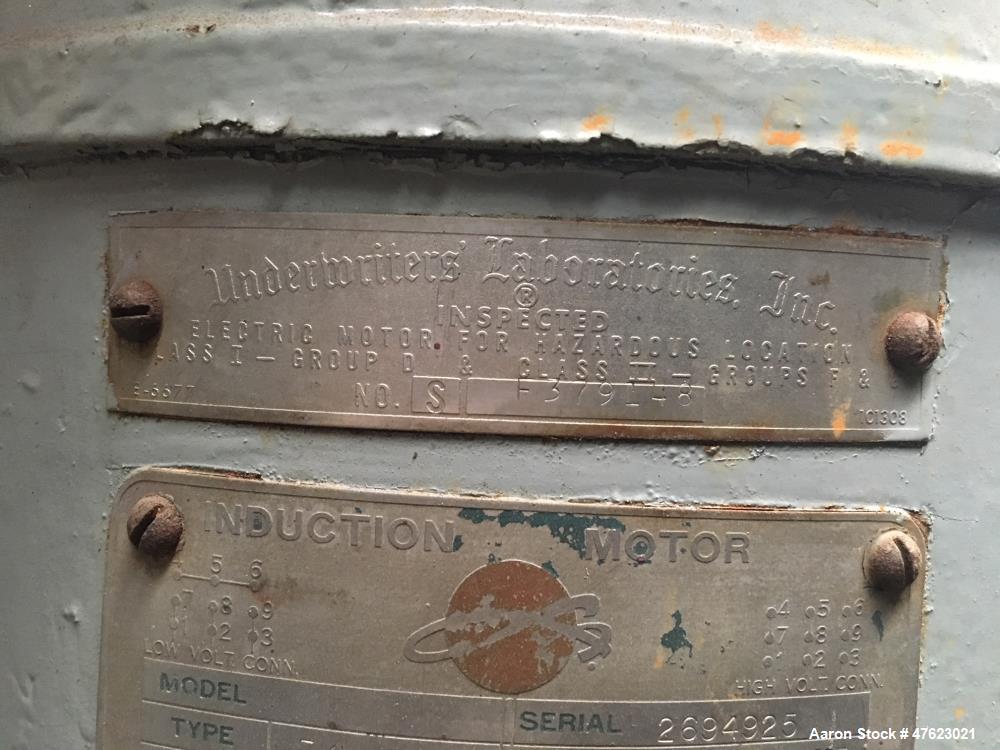 Underwriters' Laboratories, Inc.
®
INSPECTED
ELECTRIC MOTOR FOR HAZARDOUS LOCATION
CLASS I - GROUP D & CLASS II - GROUPS F &
E-6677 NO. S F379148 101308
INDUCTION MOTOR
5 6
7 8 9
1 2 3
LOW VOLT. CONN.
4 5 6
7 8 9
1 2 3
HIGH VOLT. CONN.
MODEL
TYPE SERIAL 2694925
Aaron Stock # 47623021